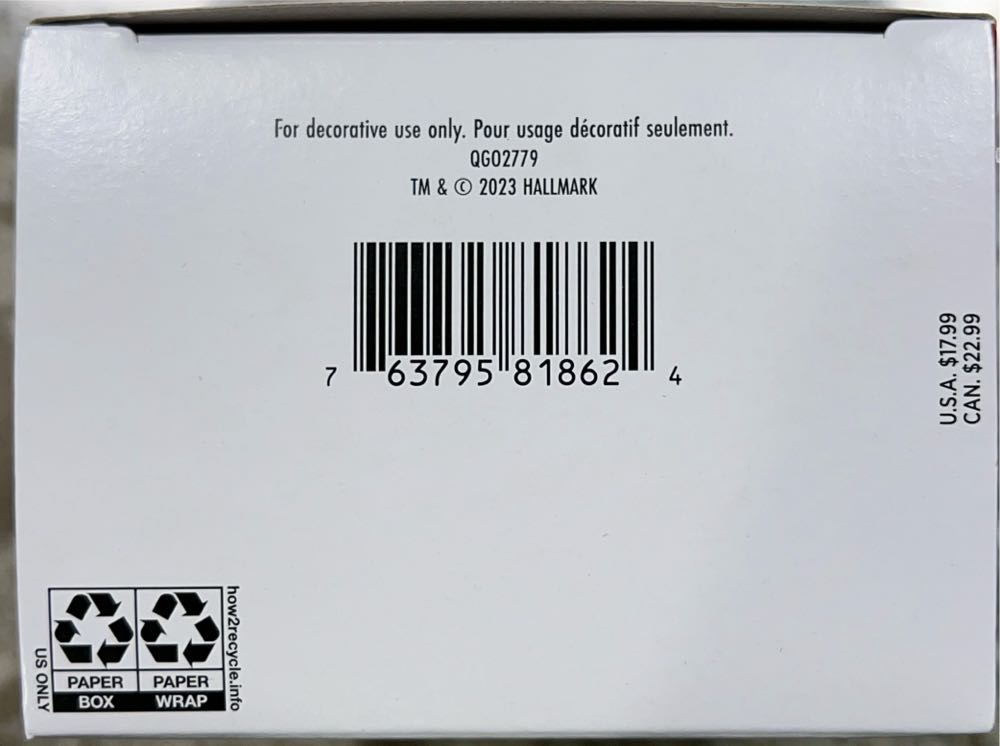 For decorative use only. Pour usage décoratif seulement.
QGO2779
TM & © 2023 HALLMARK
7 63795 81862 4
U.S.A. $17.99
CAN. $22.99
how2recycle.info
PAPER PAPER
BOX WRAP
US ONLY